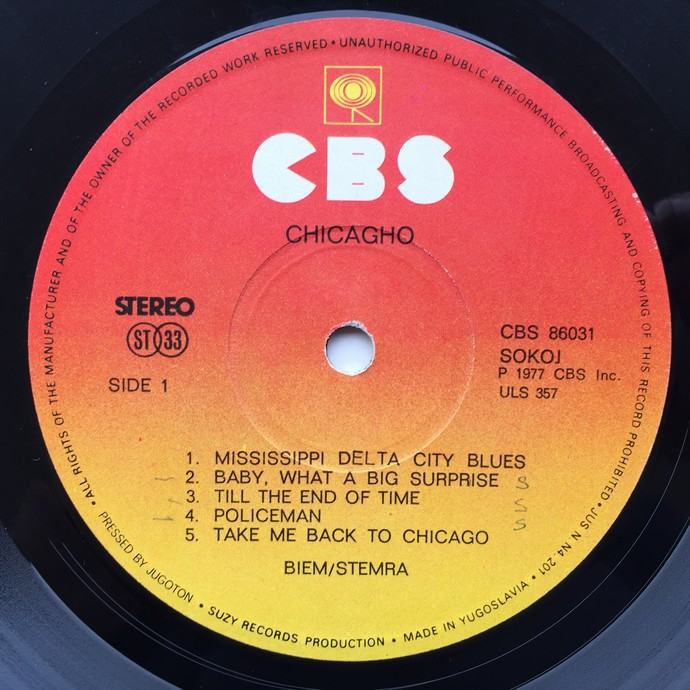 • ALL RIGHTS OF THE MANUFACTURER AND OF THE OWNER OF THE RECORDED WORK RESERVED • UNAUTHORIZED PUBLIC PERFORMANCE BROADCASTING AND COPYING OF THIS RECORD PROHIBITED • JUS N N4. 201 •
CBS
CHICAGHO
STEREO
ST 33
SIDE 1
CBS 86031
SOKOJ
P 1977 CBS Inc.
ULS 357
1. MISSISSIPPI DELTA CITY BLUES
2. BABY, WHAT A BIG SURPRISE S
3. TILL THE END OF TIME S
4. POLICEMAN S
5. TAKE ME BACK TO CHICAGO
BIEM/STEMRA
PRESSED BY JUGOTON • SUZY RECORDS PRODUCTION • MADE IN YUGOSLAVIA •